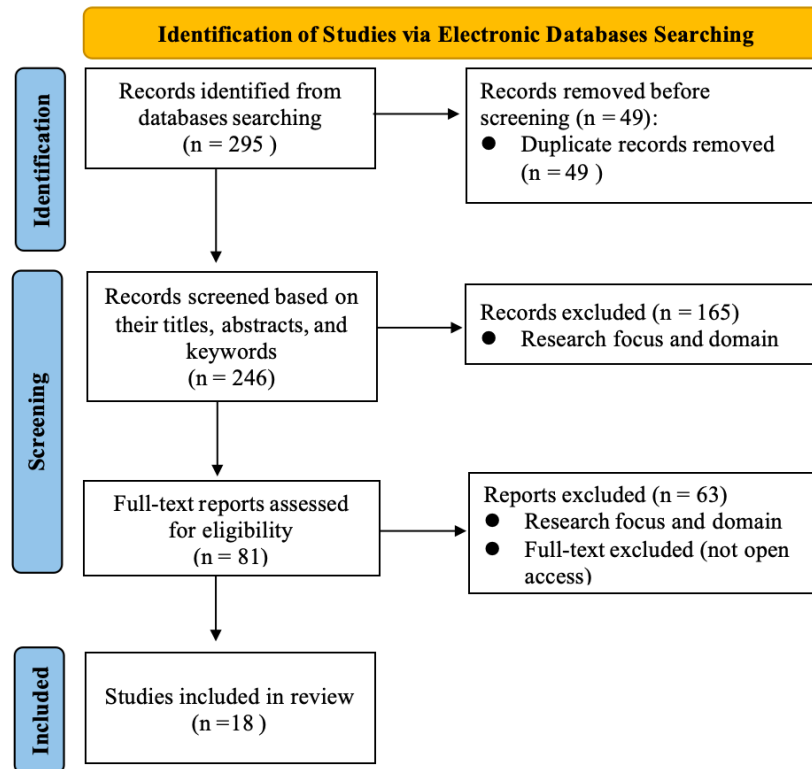 Identification of Studies via Electronic Databases Searching
Identification
Records identified from
databases searching
(n = 295 )
Records removed before
screening (n = 49):
● Duplicate records removed
(n = 49 )
Screening
Records screened based on
their titles, abstracts, and
keywords
(n = 246)
Records excluded (n = 165)
● Research focus and domain
Full-text reports assessed
for eligibility
(n = 81)
Reports excluded (n = 63)
● Research focus and domain
● Full-text excluded (not open
access)
Included
Studies included in review
(n =18 )